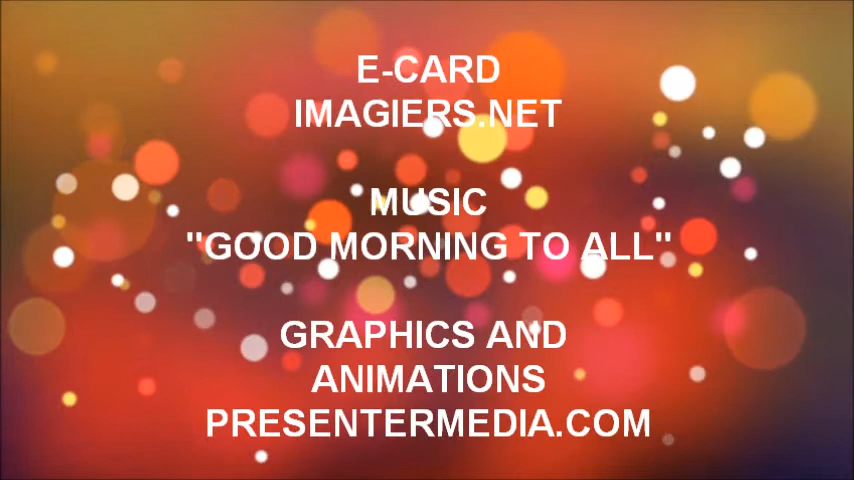 E-CARD
IMAGIERS.NET
MUSIC
"GOOD MORNING TO ALL"
GRAPHICS AND
ANIMATIONS
PRESENTERMEDIA.COM